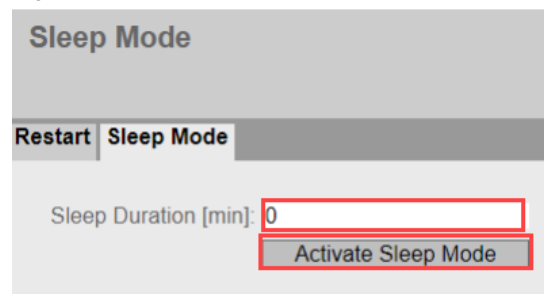 Sleep Mode
Restart Sleep Mode
Sleep Duration [min]: 0
Activate Sleep Mode